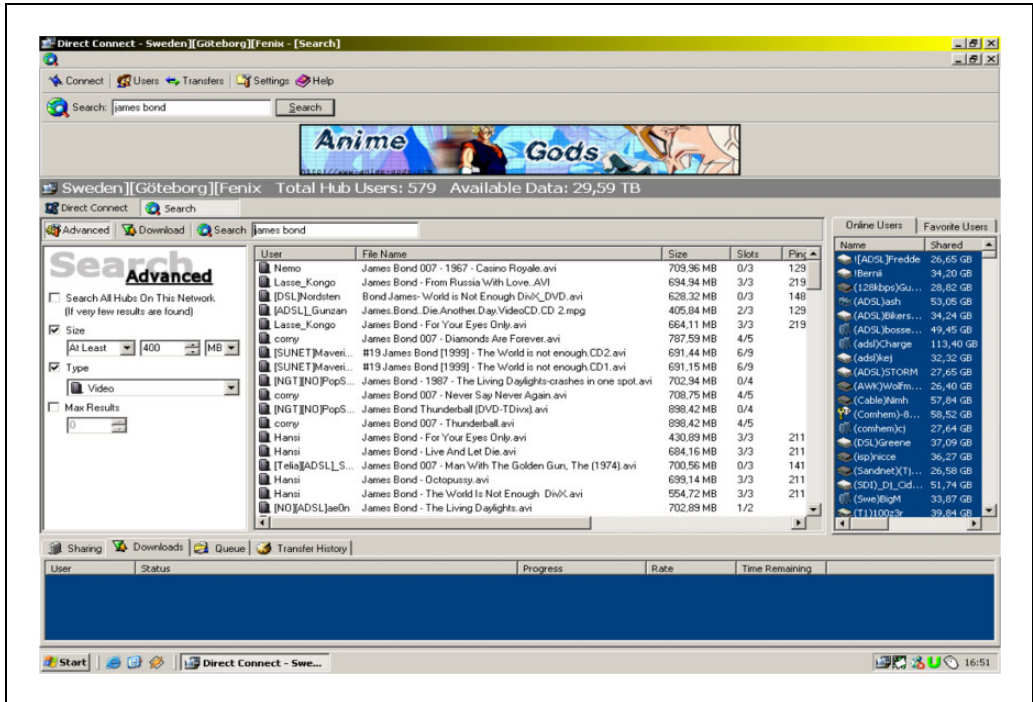 Direct Connect - Sweden][Göteborg][Fenix - [Search]
Connect Users Transfers Settings Help
Search: james bond Search
Anime Gods
Sweden][Göteborg][Fenix Total Hub Users: 579 Available Data: 29,59 TB
Direct Connect Search
Advanced Download Search james bond
Search Advanced
Search All Hubs On This Network
(If very few results are found)
Size
At Least 400 MB
Type
Video
Max Results
0
User File Name Size Slots Ping
Nemo James Bond 007 - 1967 - Casino Royale.avi 709,96 MB 0/3 129
Lasse_Kongo James Bond - From Russia With Love..AVI 694,94 MB 3/3 219
[DSL]Nordsten Bond James- World is Not Enough DivX_DVD.avi 628,32 MB 0/3 148
[ADSL]_Gunzan James.Bond..Die.Another.Day.VideoCD.CD 2.mpg 405,84 MB 2/3 129
Lasse_Kongo James Bond - For Your Eyes Only.avi 664,11 MB 3/3 219
corny James Bond 007 - Diamonds Are Forever.avi 787,59 MB 4/5
[SUNET]Maveri... #19 James Bond [1999] - The World is not enough.CD2.avi 691,44 MB 6/9
[SUNET]Maveri... #19 James Bond [1999] - The World is not enough.CD1.avi 691,15 MB 6/9
[NGT][NO]PopS... James Bond - 1987 - The Living Daylights-crashes in one spot.avi 702,94 MB 0/4
corny James Bond 007 - Never Say Never Again.avi 708,75 MB 4/5
[NGT][NO]PopS... James Bond Thunderball (DVD-TDivx).avi 898,42 MB 0/4
corny James Bond 007 - Thunderball.avi 898,42 MB 4/5
Hansi James Bond - For Your Eyes Only.avi 430,89 MB 3/3 211
Hansi James Bond - Live And Let Die.avi 684,16 MB 3/3 211
[Telia][ADSL]_S... James Bond 007 - Man With The Golden Gun, The (1974).avi 700,56 MB 0/3 141
Hansi James Bond - Octopussy.avi 699,14 MB 3/3 211
Hansi James Bond - The World Is Not Enough DivX.avi 554,72 MB 3/3 211
[NO][ADSL]ae0n James Bond - The Living Daylights.avi 702,89 MB 1/2
Online Users Favorite Users
Name Shared
![ADSL]Fredde 26,65 GB
!Bernii 34,20 GB
(128kbps)Gu... 28,82 GB
(ADSL)ash 53,05 GB
(ADSL)Bikers... 34,24 GB
(ADSL)bosse... 49,45 GB
(adsl)Charge 113,40 GB
(adsl)kej 32,32 GB
(ADSL)STORM 27,65 GB
(AWK)Wolfm... 26,40 GB
(Cable)Nimh 57,84 GB
(Comhem)-8... 58,52 GB
(comhem)cj 27,64 GB
(DSL)Greene 37,09 GB
(isp)nicce 36,27 GB
(Sandnet)(Tj... 26,58 GB
(SDI)_Dj_Cid... 51,74 GB
(Swe)BigM 33,87 GB
(T1)100z3r 39,84 GB
Sharing Downloads Queue Transfer History
User Status Progress Rate Time Remaining
Start Direct Connect - Swe... 16:51